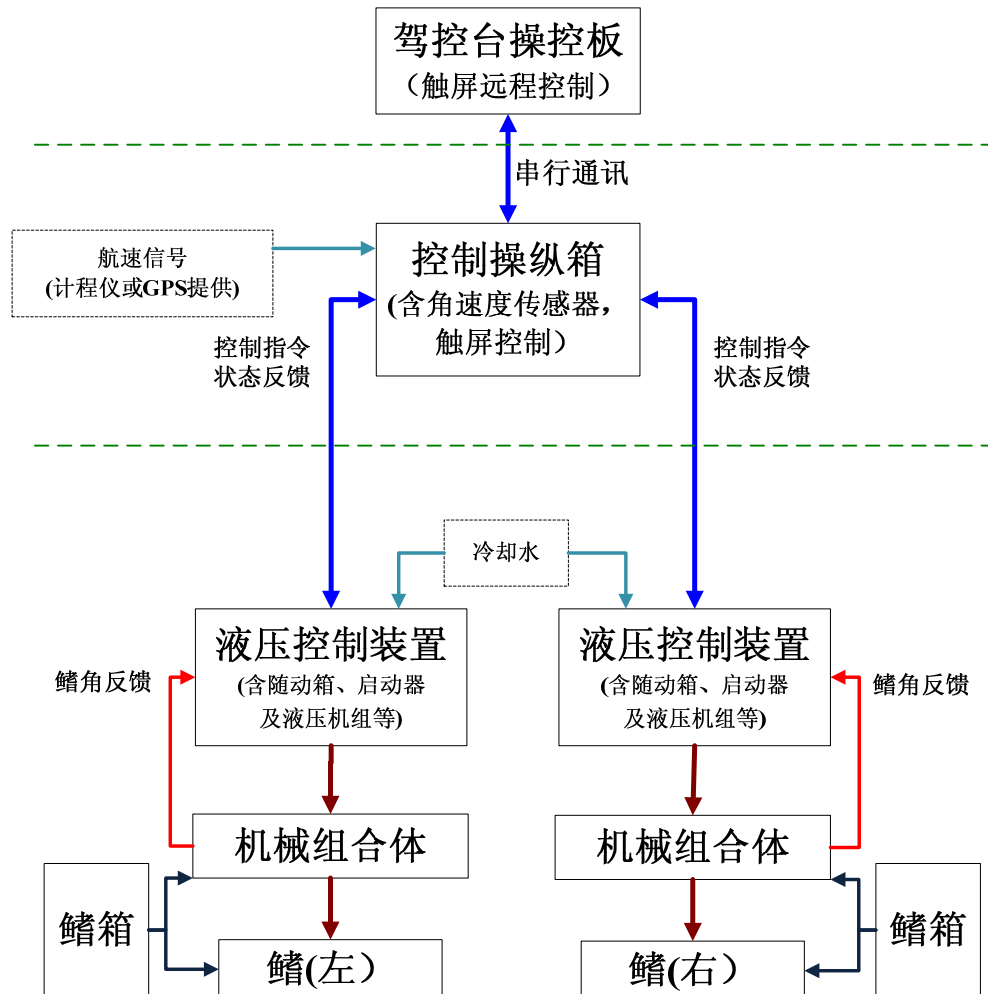 驾控台操控板
（触屏远程控制）
串行通讯
航速信号
(计程仪或GPS提供)
控制操纵箱
(含角速度传感器，
触屏控制）
控制指令
状态反馈
控制指令
状态反馈
冷却水
液压控制装置
(含随动箱、启动器
及液压机组等)
液压控制装置
(含随动箱、启动器
及液压机组等)
鳍角反馈
鳍角反馈
机械组合体
机械组合体
鳍箱
鳍(左）
鳍(右）
鳍箱